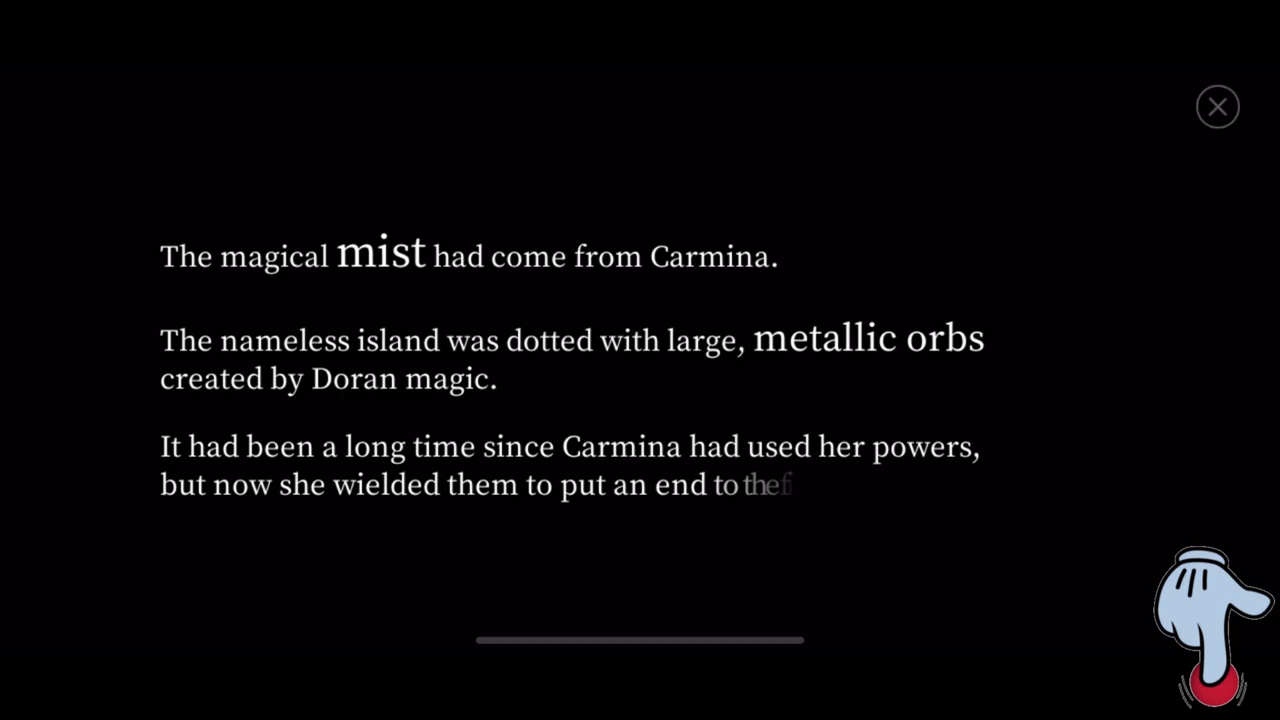 The magical mist had come from Carmina.
The nameless island was dotted with large, metallic orbs
created by Doran magic.
It had been a long time since Carmina had used her powers,
but now she wielded them to put an end to the